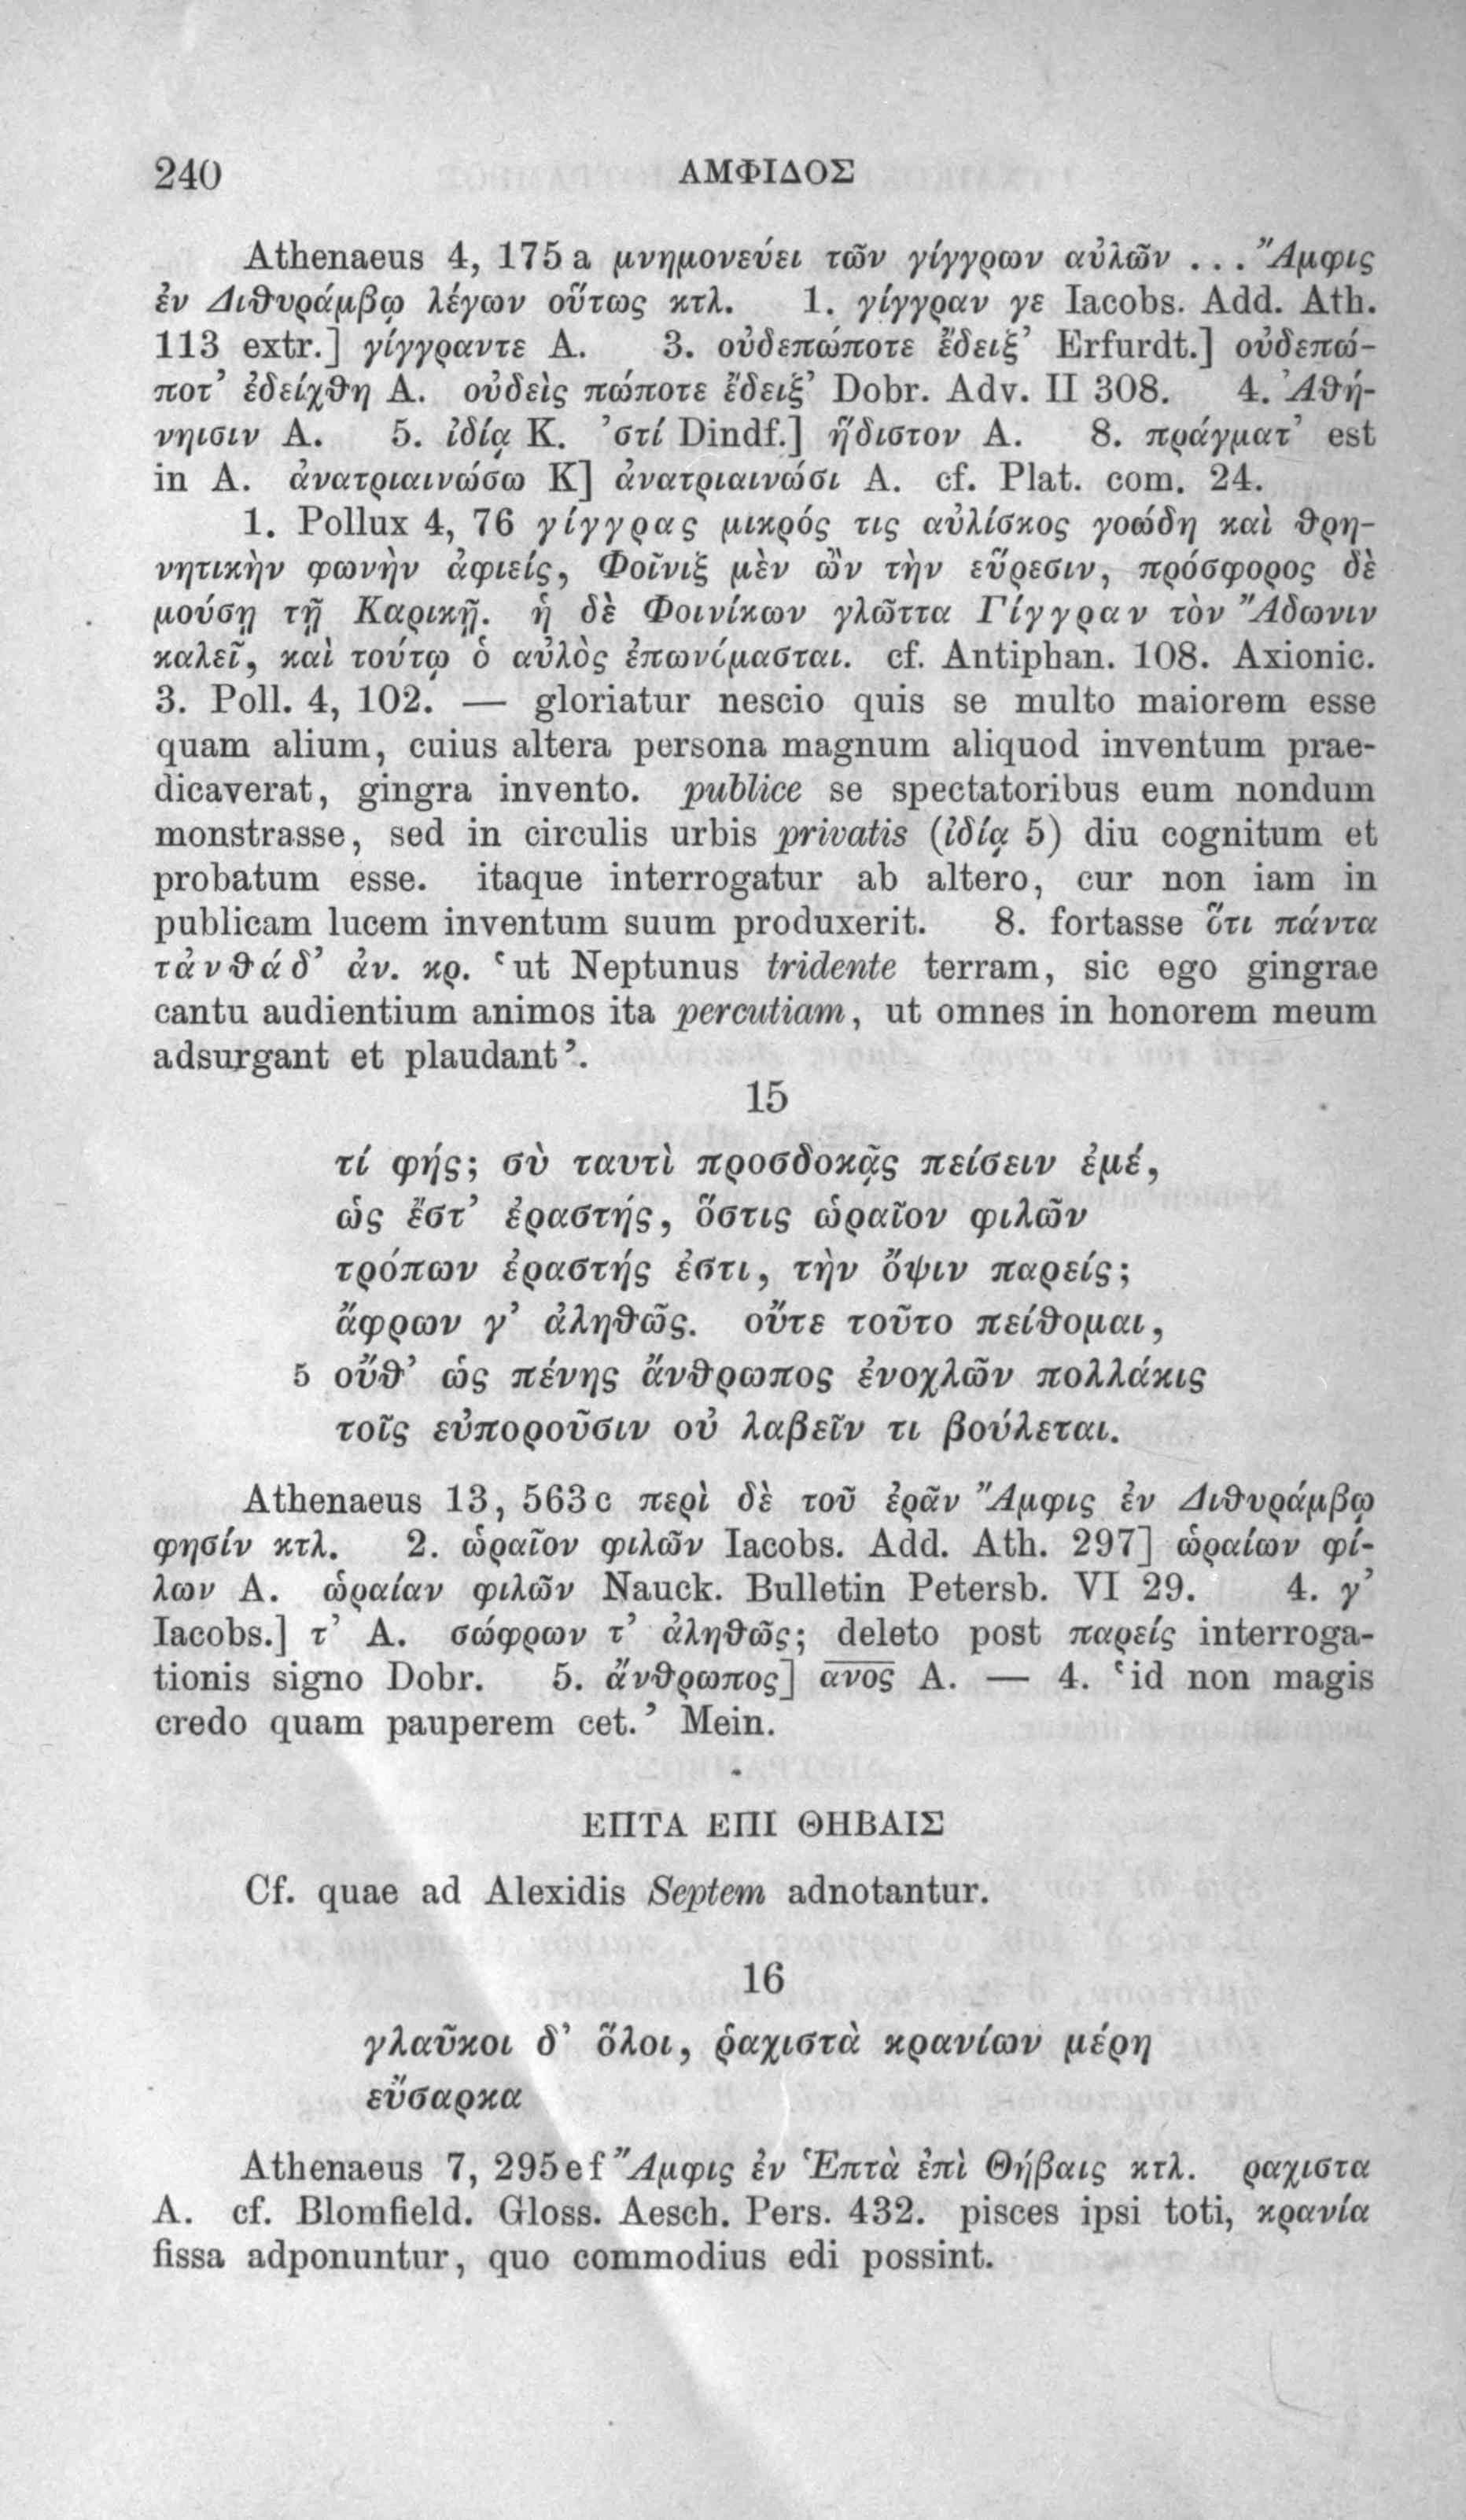 240
ΑΜΦΙΔΟΣ
Athenaeus 4, 175 a μνημονεύει τῶν γίγγρων αὐλῶν ... Ἄμφις
ἐν Διθυράμβῳ λέγων οὕτως κτλ. 1. γίγγραν γε Iacobs. Add. Ath.
113 extr.] γίγγραντε A. 3. οὐδεπώποτε ἔδειξ’ Erfurdt.] οὐδεπώ-
ποτ’ ἐδείχθη A. οὐδεὶς πώποτε ἔδειξ’ Dobr. Adv. II 308. 4. Ἀθή-
νηισιν A. 5. ἰδίᾳ K. ’στί Dindf.] ἥδιστον A. 8. πράγματ’ est
in A. ἀνατριαινώσω K] ἀνατριαινώσι A. cf. Plat. com. 24.
1. Pollux 4, 76 γίγγρας μικρός τις αὐλίσκος γοώδη καὶ θρη-
νητικὴν φωνὴν ἀφιείς, Φοῖνιξ μὲν ὢν τὴν εὕρεσιν, πρόσφορος δὲ
μούσῃ τῇ Καρικῇ. ἡ δὲ Φοινίκων γλῶττα Γίγγραν τὸν Ἄδωνιν
καλεῖ, καὶ τούτῳ ὁ αὐλὸς ἐπωνόμασται. cf. Antiphan. 108. Axionic.
3. Poll. 4, 102. — gloriatur nescio quis se multo maiorem esse
quam alium, cuius altera persona magnum aliquod inventum prae-
dicaverat, gingra invento. publice se spectatoribus eum nondum
monstrasse, sed in circulis urbis privatis (ἰδίᾳ 5) diu cognitum et
probatum esse. itaque interrogatur ab altero, cur non iam in
publicam lucem inventum suum produxerit. 8. fortasse ὅτι πάντα
τἀνθάδ’ ἀν. κρ. ‘ut Neptunus tridente terram, sic ego gingrae
cantu audientium animos ita percutiam, ut omnes in honorem meum
adsurgant et plaudant’.
15
τί φής; σὺ ταυτὶ προσδοκᾷς πείσειν ἐμέ,
ὡς ἔστ’ ἐραστής, ὅστις ὡραῖον φιλῶν
τρόπων ἐραστής ἐστι, τὴν ὄψιν παρείς;
ἄφρων γ’ ἀληθῶς. οὔτε τοῦτο πείθομαι,
5 οὔθ’ ὡς πένης ἄνθρωπος ἐνοχλῶν πολλάκις
τοῖς εὐποροῦσιν οὐ λαβεῖν τι βούλεται.
Athenaeus 13, 563 c περὶ δὲ τοῦ ἐρᾶν Ἄμφις ἐν Διθυράμβῳ
φησίν κτλ. 2. ὡραῖον φιλῶν Iacobs. Add. Ath. 297] ὡραίων φί-
λων A. ὡραίαν φιλῶν Nauck. Bulletin Petersb. VI 29. 4. γ’
Iacobs.] τ’ A. σώφρων τ’ ἀληθῶς; deleto post παρείς interroga-
tionis signo Dobr. 5. ἄνθρωπος] α̅ν̅ο̅ς̅ A. — 4. ‘id non magis
credo quam pauperem cet.’ Mein.
ΕΠΤΑ ΕΠΙ ΘΗΒΑΙΣ
Cf. quae ad Alexidis Septem adnotantur.
16
γλαῦκοι δ’ ὅλοι, ῥαχιστὰ κρανίων μέρη
εὔσαρκα
Athenaeus 7, 295 e f Ἄμφις ἐν Ἑπτὰ ἐπὶ Θήβαις κτλ. ραχιστα
A. cf. Blomfield. Gloss. Aesch. Pers. 432. pisces ipsi toti, κρανία
fissa adponuntur, quo commodius edi possint.